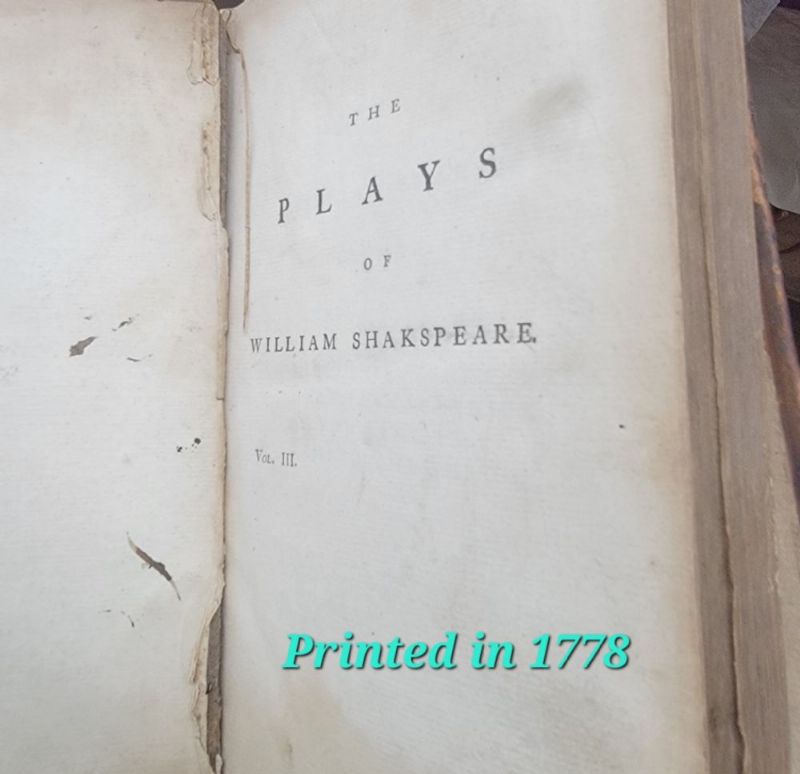 THE
PLAYS
OF
WILLIAM SHAKSPEARE.
VOL. III.
Printed in 1778